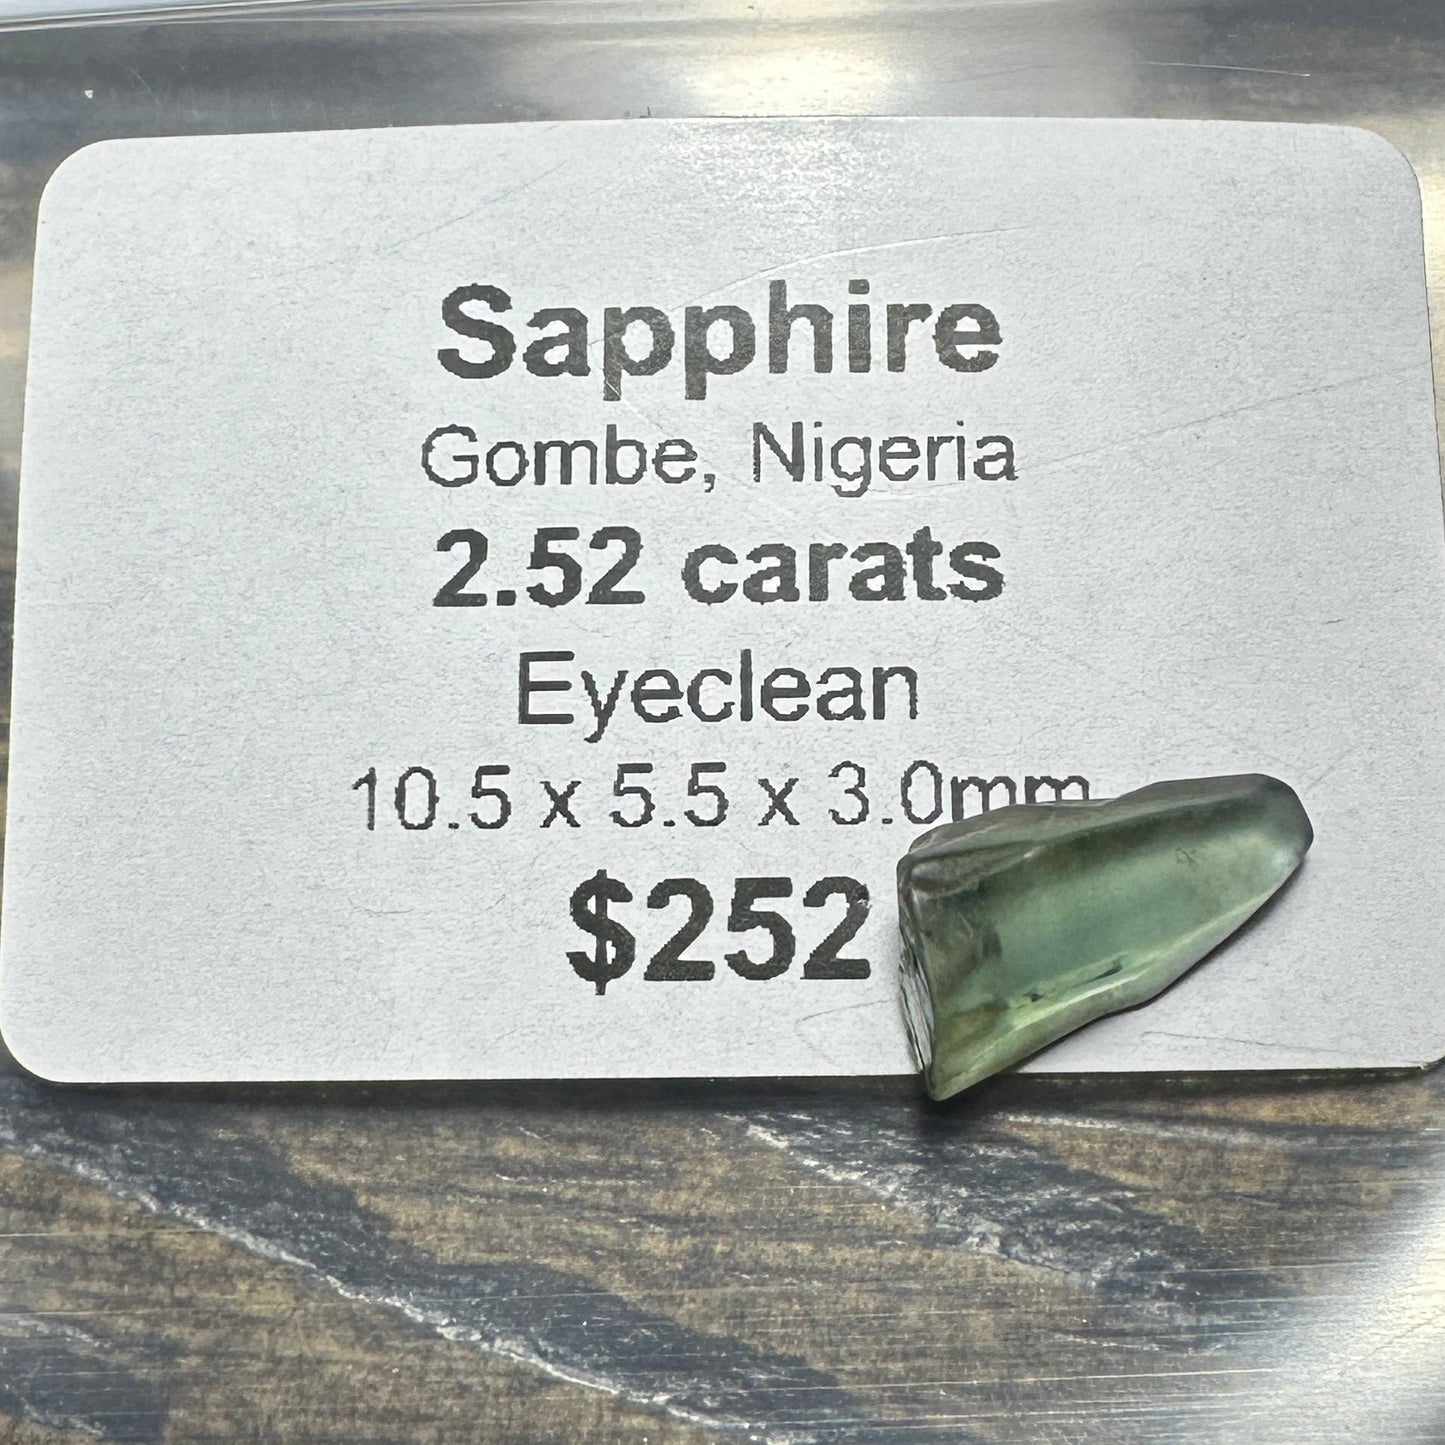 Sapphire
Gombe, Nigeria
2.52 carats
Eyeclean
10.5 x 5.5 x 3.0mm
$252